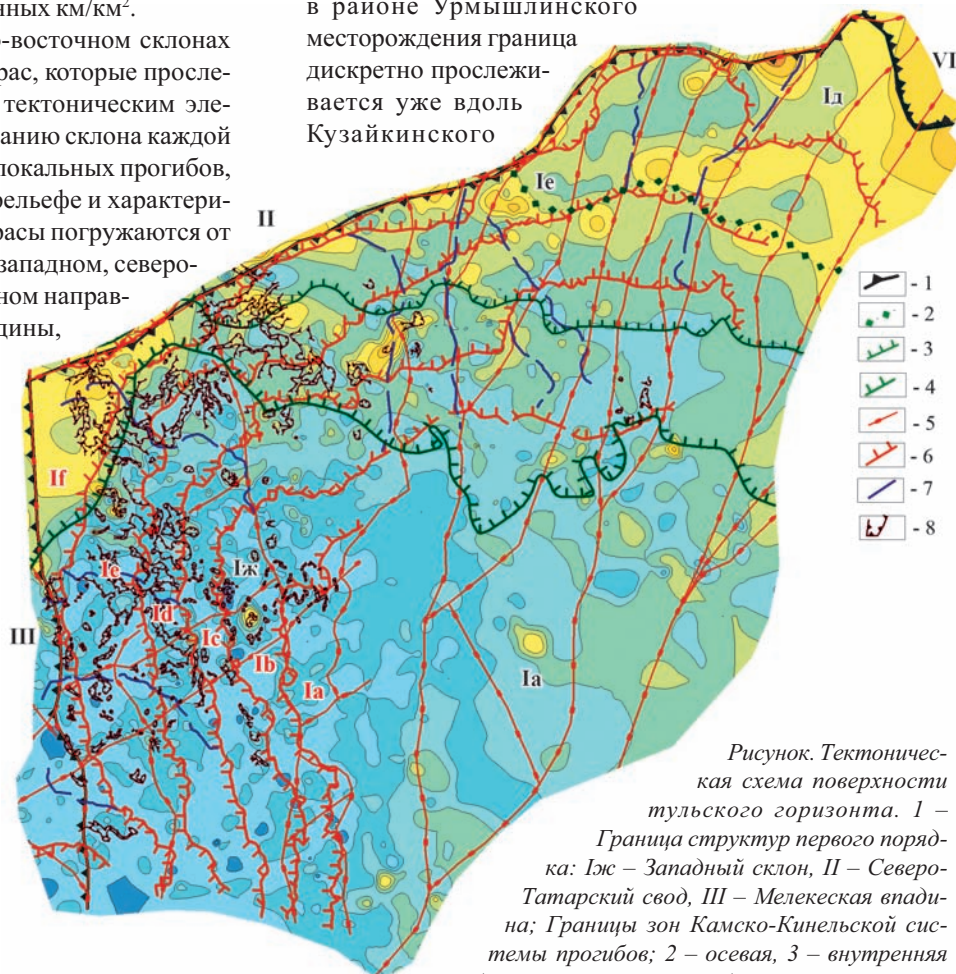 нных км/км².
о-восточном склонах
рас, которые просле-
тектоническим эле-
анию склона каждой
локальных прогибов,
рельефе и характери-
расы погружаются от
западном, северо-
ном направ-
дины,
в районе Урмышлинского
месторождения граница
дискретно прослежи-
вается уже вдоль
Кузайкинского
VI
Iд
Iе
II
If
Ie
Iж
III
Id
Ic
Ib
Ia
Iа
- 1
- 2
- 3
- 4
- 5
- 6
- 7
- 8
Рисунок. Тектоничес-
кая схема поверхности
тульского горизонта. 1 –
Граница структур первого поряд-
ка: Iж – Западный склон, II – Северо-
Татарский свод, III – Мелекеская впади-
на; Границы зон Камско-Кинельской сис-
темы прогибов; 2 – осевая, 3 – внутренняя